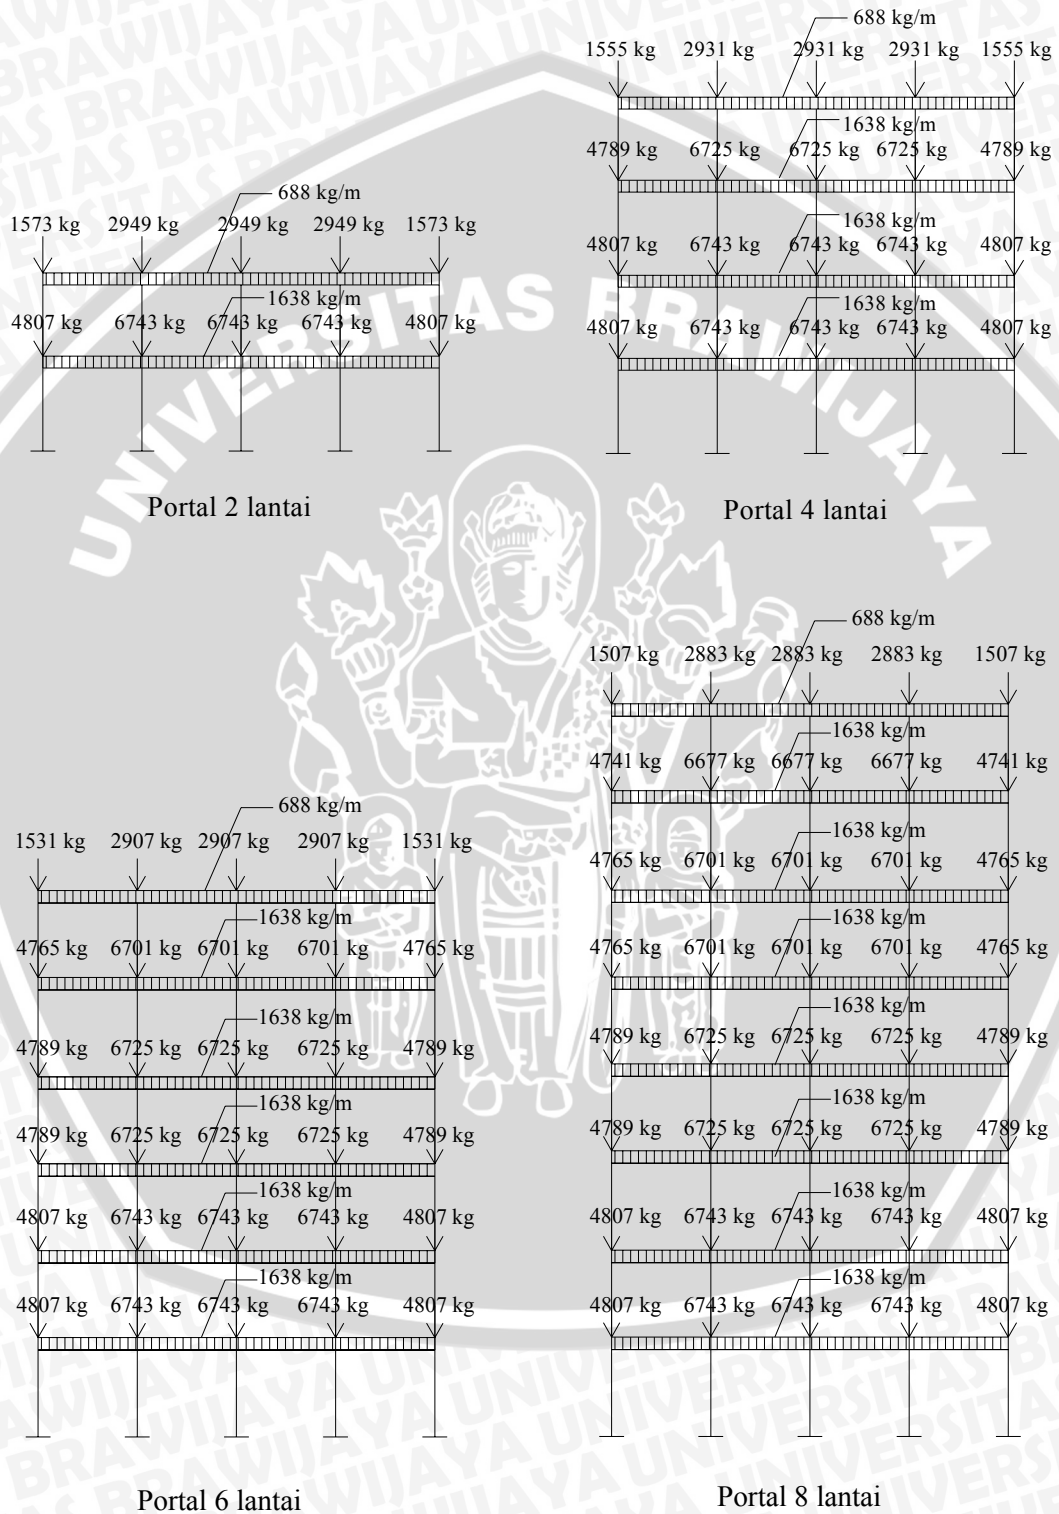 688 kg/m
1573 kg 2949 kg 2949 kg 2949 kg 1573 kg
1638 kg/m
4807 kg 6743 kg 6743 kg 6743 kg 4807 kg
Portal 2 lantai
688 kg/m
1555 kg 2931 kg 2931 kg 2931 kg 1555 kg
1638 kg/m
4789 kg 6725 kg 6725 kg 6725 kg 4789 kg
1638 kg/m
4807 kg 6743 kg 6743 kg 6743 kg 4807 kg
1638 kg/m
4807 kg 6743 kg 6743 kg 6743 kg 4807 kg
Portal 4 lantai
688 kg/m
1531 kg 2907 kg 2907 kg 2907 kg 1531 kg
1638 kg/m
4765 kg 6701 kg 6701 kg 6701 kg 4765 kg
1638 kg/m
4789 kg 6725 kg 6725 kg 6725 kg 4789 kg
1638 kg/m
4789 kg 6725 kg 6725 kg 6725 kg 4789 kg
1638 kg/m
4807 kg 6743 kg 6743 kg 6743 kg 4807 kg
1638 kg/m
4807 kg 6743 kg 6743 kg 6743 kg 4807 kg
Portal 6 lantai
688 kg/m
1507 kg 2883 kg 2883 kg 2883 kg 1507 kg
1638 kg/m
4741 kg 6677 kg 6677 kg 6677 kg 4741 kg
1638 kg/m
4765 kg 6701 kg 6701 kg 6701 kg 4765 kg
1638 kg/m
4765 kg 6701 kg 6701 kg 6701 kg 4765 kg
1638 kg/m
4789 kg 6725 kg 6725 kg 6725 kg 4789 kg
1638 kg/m
4789 kg 6725 kg 6725 kg 6725 kg 4789 kg
1638 kg/m
4807 kg 6743 kg 6743 kg 6743 kg 4807 kg
1638 kg/m
4807 kg 6743 kg 6743 kg 6743 kg 4807 kg
Portal 8 lantai
UNIVERSITAS BRAWIJAYA